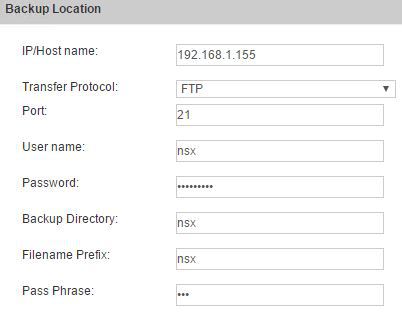 Backup Location
IP/Host name: 192.168.1.155
Transfer Protocol: FTP
Port: 21
User name: nsx
Password: •••••••••
Backup Directory: nsx
Filename Prefix: nsx
Pass Phrase: •••